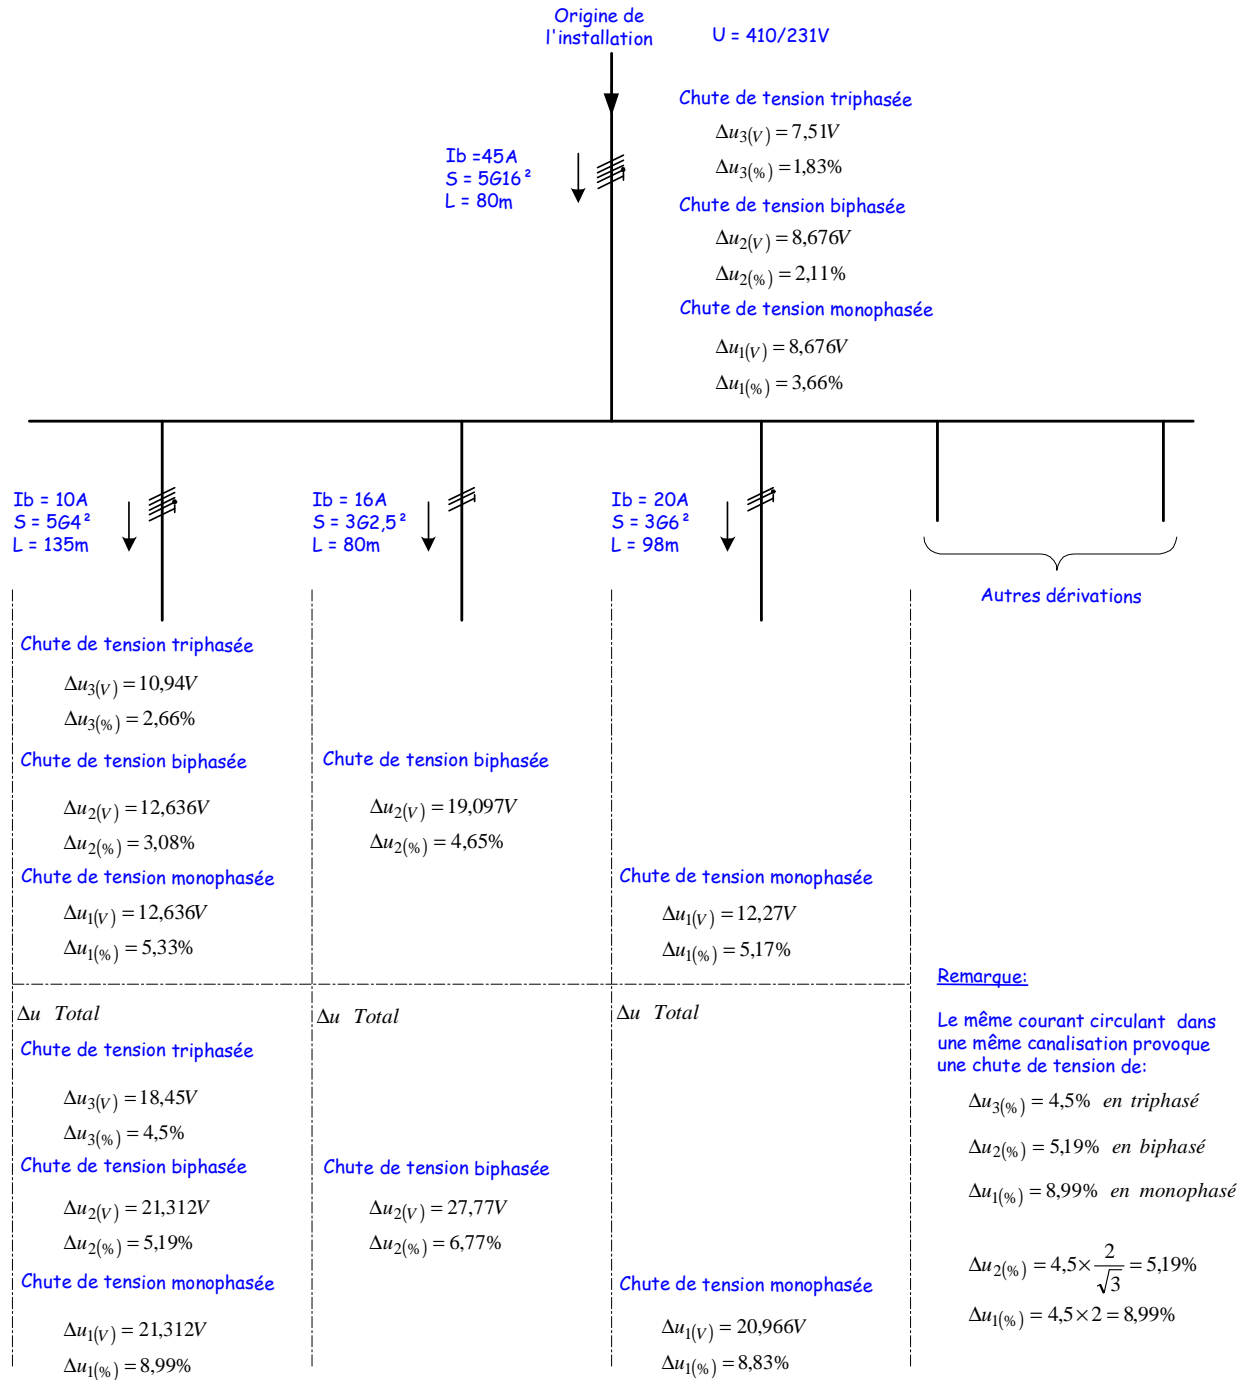 Origine de
l'installation
U = 410/231V
Chute de tension triphasée
Δu3(V) = 7,51V
Δu3(%) = 1,83%
Ib =45A
S = 5G16²
L = 80m
Chute de tension biphasée
Δu2(V) = 8,676V
Δu2(%) = 2,11%
Chute de tension monophasée
Δu1(V) = 8,676V
Δu1(%) = 3,66%
Ib = 10A
S = 5G4²
L = 135m
Ib = 16A
S = 3G2,5²
L = 80m
Ib = 20A
S = 3G6²
L = 98m
Autres dérivations
Chute de tension triphasée
Δu3(V) = 10,94V
Δu3(%) = 2,66%
Chute de tension biphasée
Δu2(V) = 12,636V
Δu2(%) = 3,08%
Chute de tension monophasée
Δu1(V) = 12,636V
Δu1(%) = 5,33%
Chute de tension biphasée
Δu2(V) = 19,097V
Δu2(%) = 4,65%
Chute de tension monophasée
Δu1(V) = 12,27V
Δu1(%) = 5,17%
Δu Total
Chute de tension triphasée
Δu3(V) = 18,45V
Δu3(%) = 4,5%
Chute de tension biphasée
Δu2(V) = 21,312V
Δu2(%) = 5,19%
Chute de tension monophasée
Δu1(V) = 21,312V
Δu1(%) = 8,99%
Δu Total
Chute de tension biphasée
Δu2(V) = 27,77V
Δu2(%) = 6,77%
Δu Total
Chute de tension monophasée
Δu1(V) = 20,966V
Δu1(%) = 8,83%
Remarque:
Le même courant circulant dans
une même canalisation provoque
une chute de tension de:
Δu3(%) = 4,5% en triphasé
Δu2(%) = 5,19% en biphasé
Δu1(%) = 8,99% en monophasé
Δu2(%) = 4,5×2/√3 = 5,19%
Δu1(%) = 4,5×2 = 8,99%